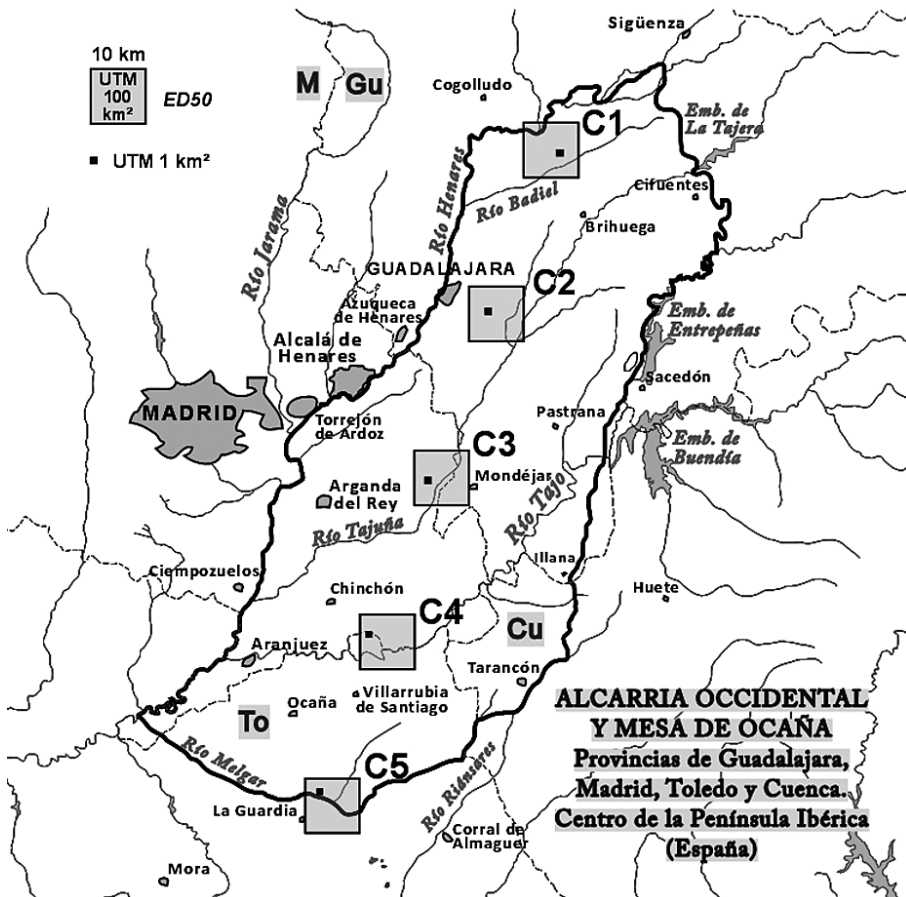 Sigüenza
10 km
UTM
100
km²
ED50
UTM 1 km²
M
Gu
Cogolludo
C1
Emb. de
La Tajera
Cifuentes
Río Badiel
Río Henares
Brihuega
Río Jarama
GUADALAJARA
C2
Azuqueca
de Henares
Emb. de
Entrepeñas
Alcalá de
Henares
Sacedón
MADRID
Pastrana
Torrejón
de Ardoz
Emb. de
Buendía
C3
Mondéjar
Arganda
del Rey
Río Tajo
Río Tajuña
Illana
Ciempozuelos
Huete
Chinchón
C4
Cu
Aranjuez
Tarancón
Villarrubia
de Santiago
Ocaña
To
ALCARRIA OCCIDENTAL
Y MESA DE OCAÑA
Provincias de Guadalajara,
Madrid, Toledo y Cuenca.
Centro de la Península Ibérica
(España)
Río Melgar
C5
La Guardia
Río Riánsares
Corral de
Almaguer
Mora